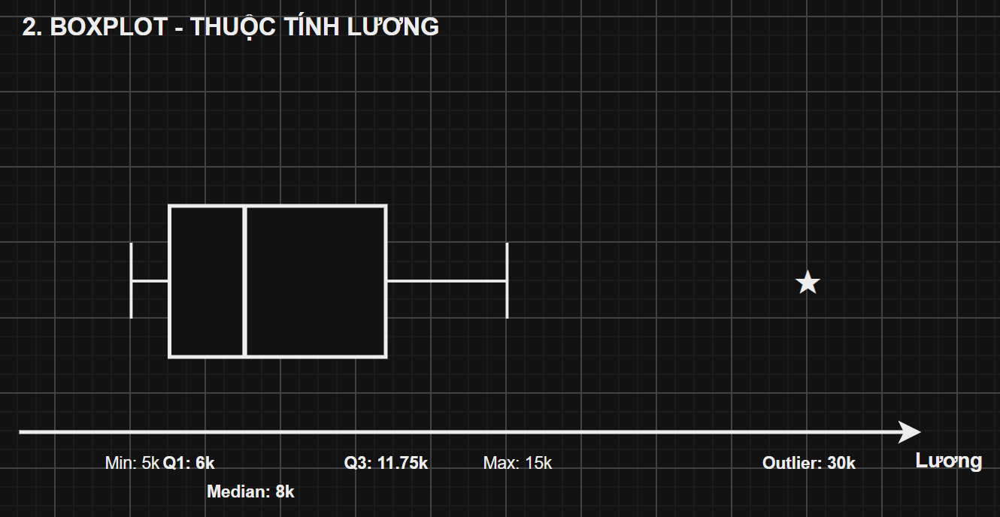 2. BOXPLOT - THUỘC TÍNH LƯƠNG
Min: 5k Q1: 6k Q3: 11.75k Max: 15k Outlier: 30k Lương
Median: 8k